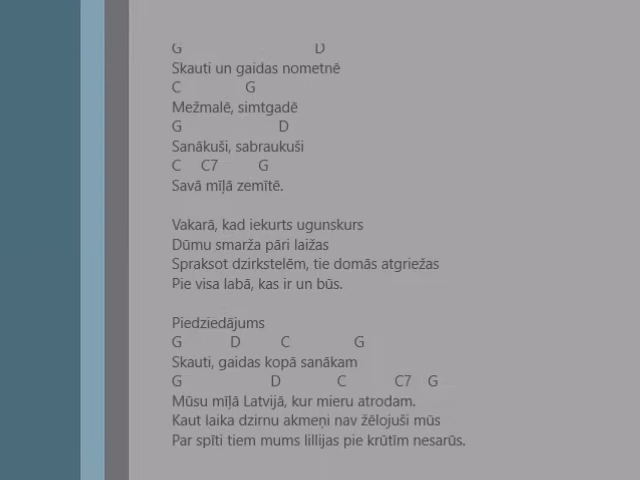 G D
Skauti un gaidas nometnē
C G
Mežmalē, simtgadē
G D
Sanākuši, sabraukuši
C C7 G
Savā mīļā zemītē.
Vakarā, kad iekurts ugunskurs
Dūmu smarža pāri laižas
Spraksot dzirkstelēm, tie domās atgriežas
Pie visa labā, kas ir un būs.
Piedziedājums
G D C G
Skauti, gaidas kopā sanākam
G D C C7 G
Mūsu mīļā Latvijā, kur mieru atrodam.
Kaut laika dzirnu akmeņi nav žēlojuši mūs
Par spīti tiem mums lillijas pie krūtīm nesarūs.